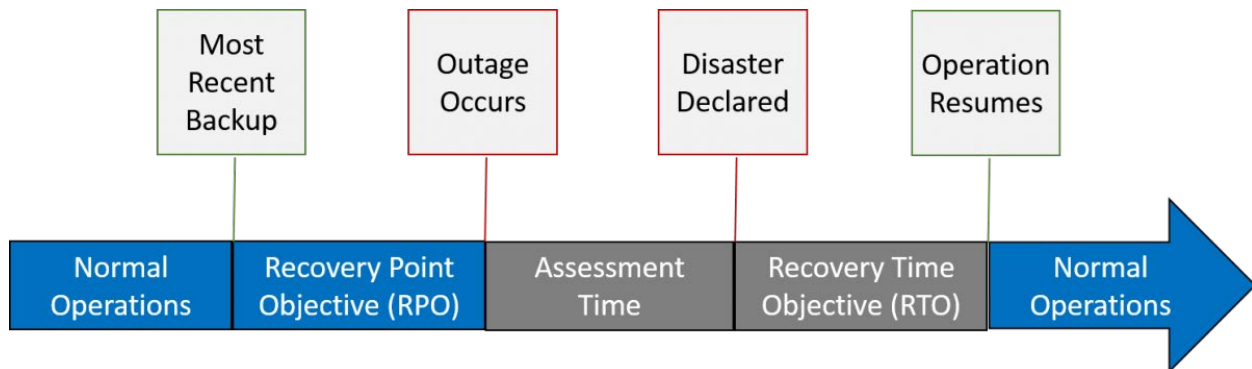 Most
Recent
Backup
Outage
Occurs
Disaster
Declared
Operation
Resumes
Normal
Operations
Recovery Point
Objective (RPO)
Assessment
Time
Recovery Time
Objective (RTO)
Normal
Operations